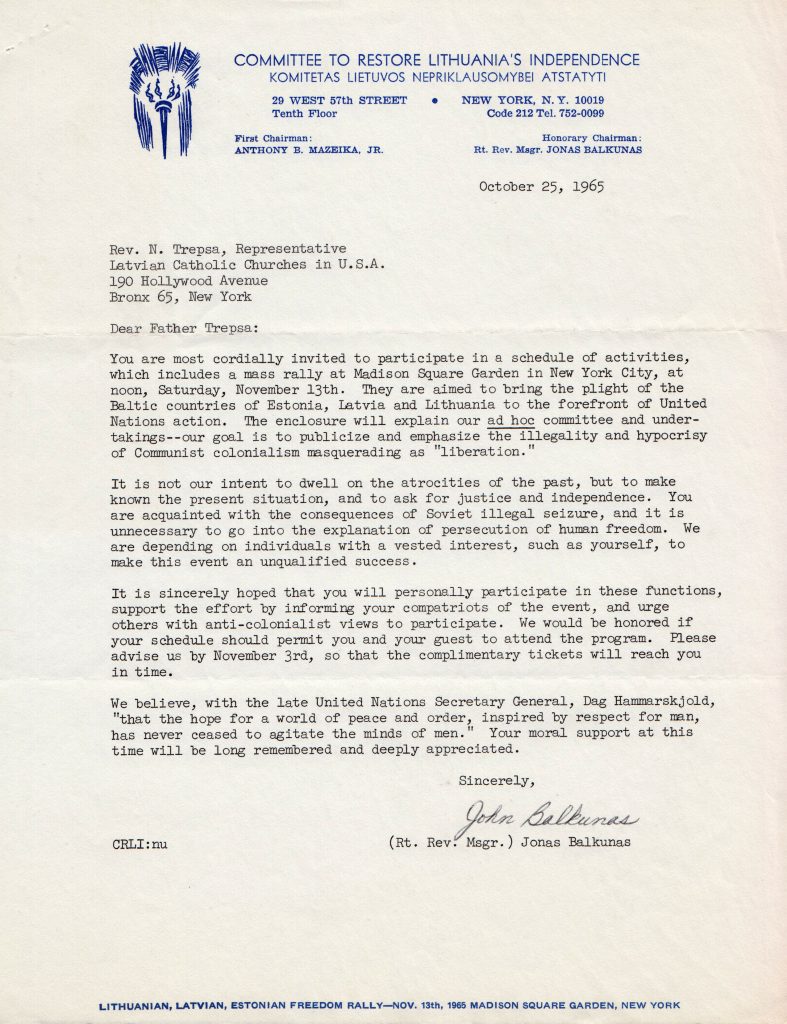 COMMITTEE TO RESTORE LITHUANIA'S INDEPENDENCE
KOMITETAS LIETUVOS NEPRIKLAUSOMYBEI ATSTATYTI
29 WEST 57th STREET • NEW YORK, N. Y. 10019
Tenth Floor Code 212 Tel. 752-0099
First Chairman: Honorary Chairman:
ANTHONY B. MAZEIKA, JR. Rt. Rev. Msgr. JONAS BALKUNAS
October 25, 1965
Rev. N. Trepsa, Representative
Latvian Catholic Churches in U.S.A.
190 Hollywood Avenue
Bronx 65, New York
Dear Father Trepsa:
You are most cordially invited to participate in a schedule of activities,
which includes a mass rally at Madison Square Garden in New York City, at
noon, Saturday, November 13th. They are aimed to bring the plight of the
Baltic countries of Estonia, Latvia and Lithuania to the forefront of United
Nations action. The enclosure will explain our ad hoc committee and under-
takings--our goal is to publicize and emphasize the illegality and hypocrisy
of Communist colonialism masquerading as "liberation."
It is not our intent to dwell on the atrocities of the past, but to make
known the present situation, and to ask for justice and independence. You
are acquainted with the consequences of Soviet illegal seizure, and it is
unnecessary to go into the explanation of persecution of human freedom. We
are depending on individuals with a vested interest, such as yourself, to
make this event an unqualified success.
It is sincerely hoped that you will personally participate in these functions,
support the effort by informing your compatriots of the event, and urge
others with anti-colonialist views to participate. We would be honored if
your schedule should permit you and your guest to attend the program. Please
advise us by November 3rd, so that the complimentary tickets will reach you
in time.
We believe, with the late United Nations Secretary General, Dag Hammarskjold,
"that the hope for a world of peace and order, inspired by respect for man,
has never ceased to agitate the minds of men." Your moral support at this
time will be long remembered and deeply appreciated.
Sincerely,
John Balkunas
CRLI:nu (Rt. Rev. Msgr.) Jonas Balkunas
LITHUANIAN, LATVIAN, ESTONIAN FREEDOM RALLY—NOV. 13th, 1965 MADISON SQUARE GARDEN, NEW YORK